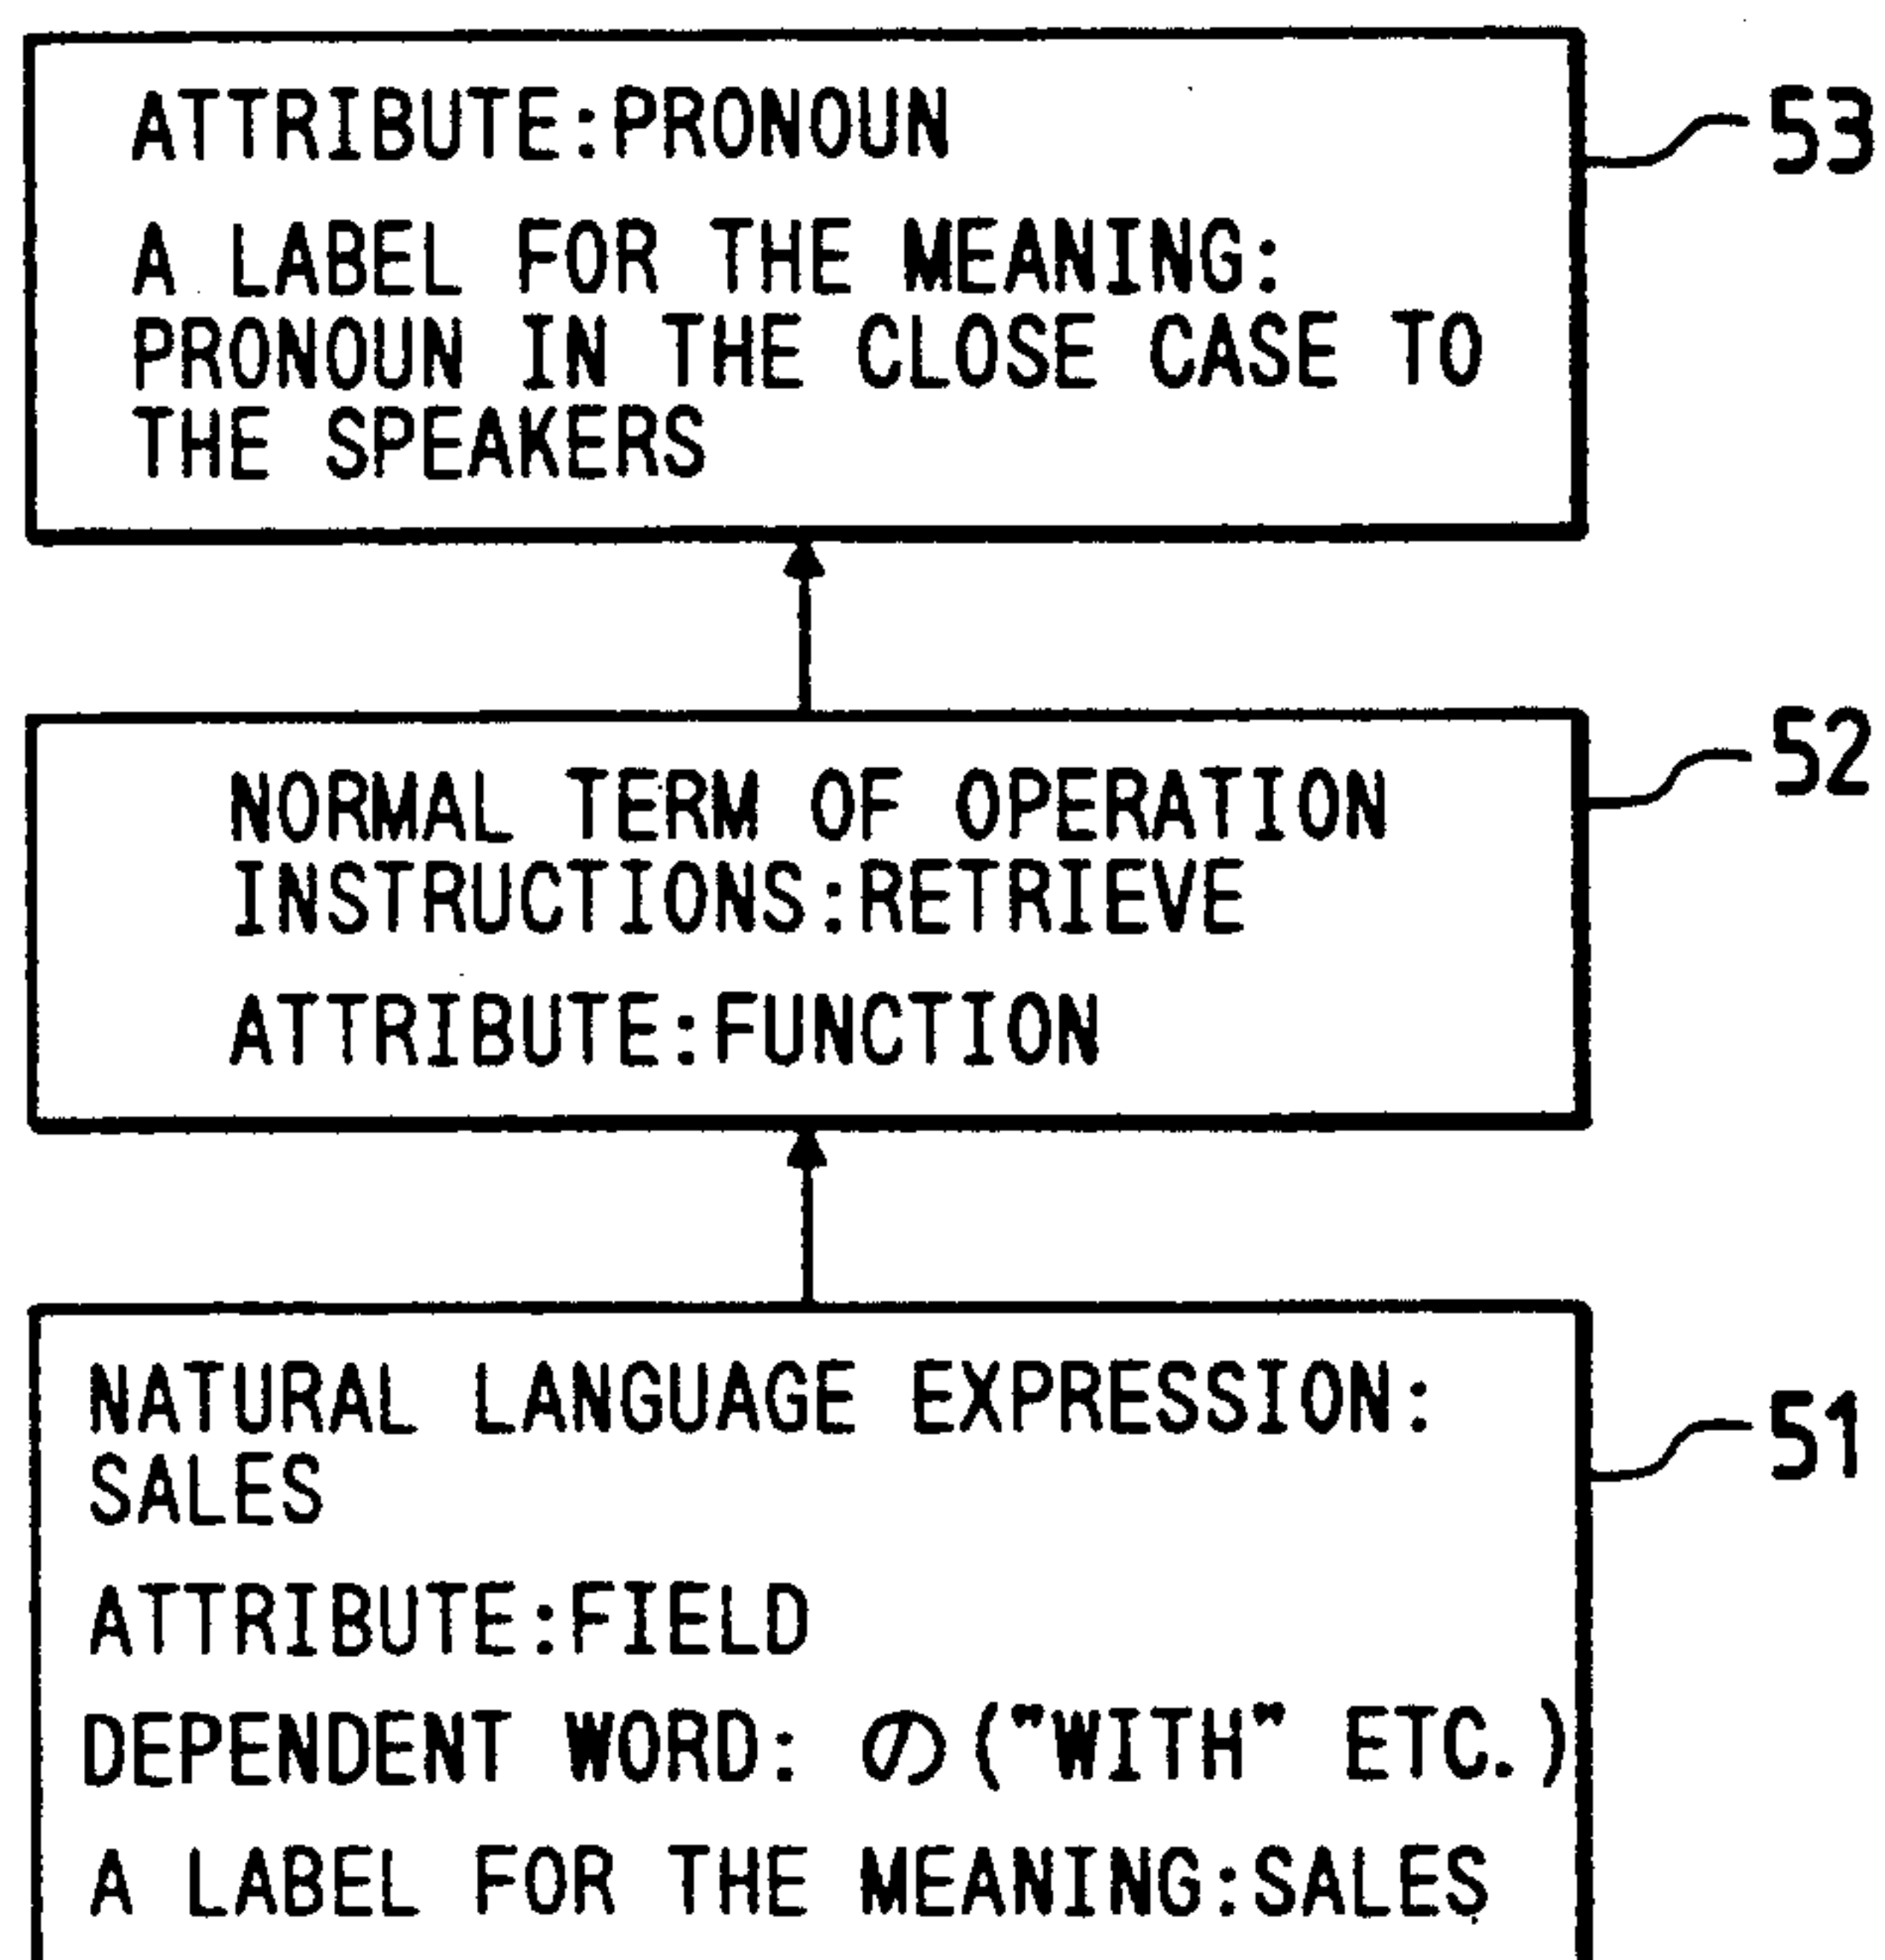 ATTRIBUTE:PRONOUN
53
A LABEL FOR THE MEANING:
PRONOUN IN THE CLOSE CASE TO
THE SPEAKERS
52
NORMAL TERM OF OPERATION
INSTRUCTIONS:RETRIEVE
ATTRIBUTE:FUNCTION
NATURAL LANGUAGE EXPRESSION:
51
SALES
ATTRIBUTE:FIELD
DEPENDENT WORD: の("WITH" ETC.)
A LABEL FOR THE MEANING:SALES